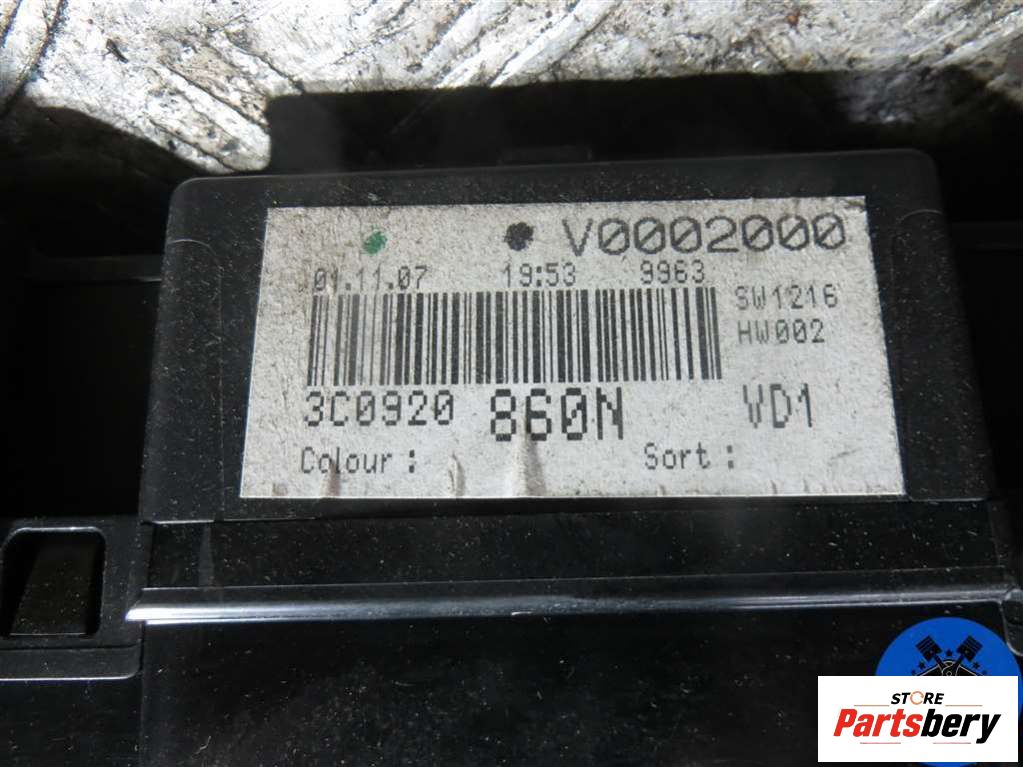 V0002000
01.11.07 19:53 9963
SW1216
HW002
3C0920 860N VD1
Colour : Sort :
STORE
Partsbery